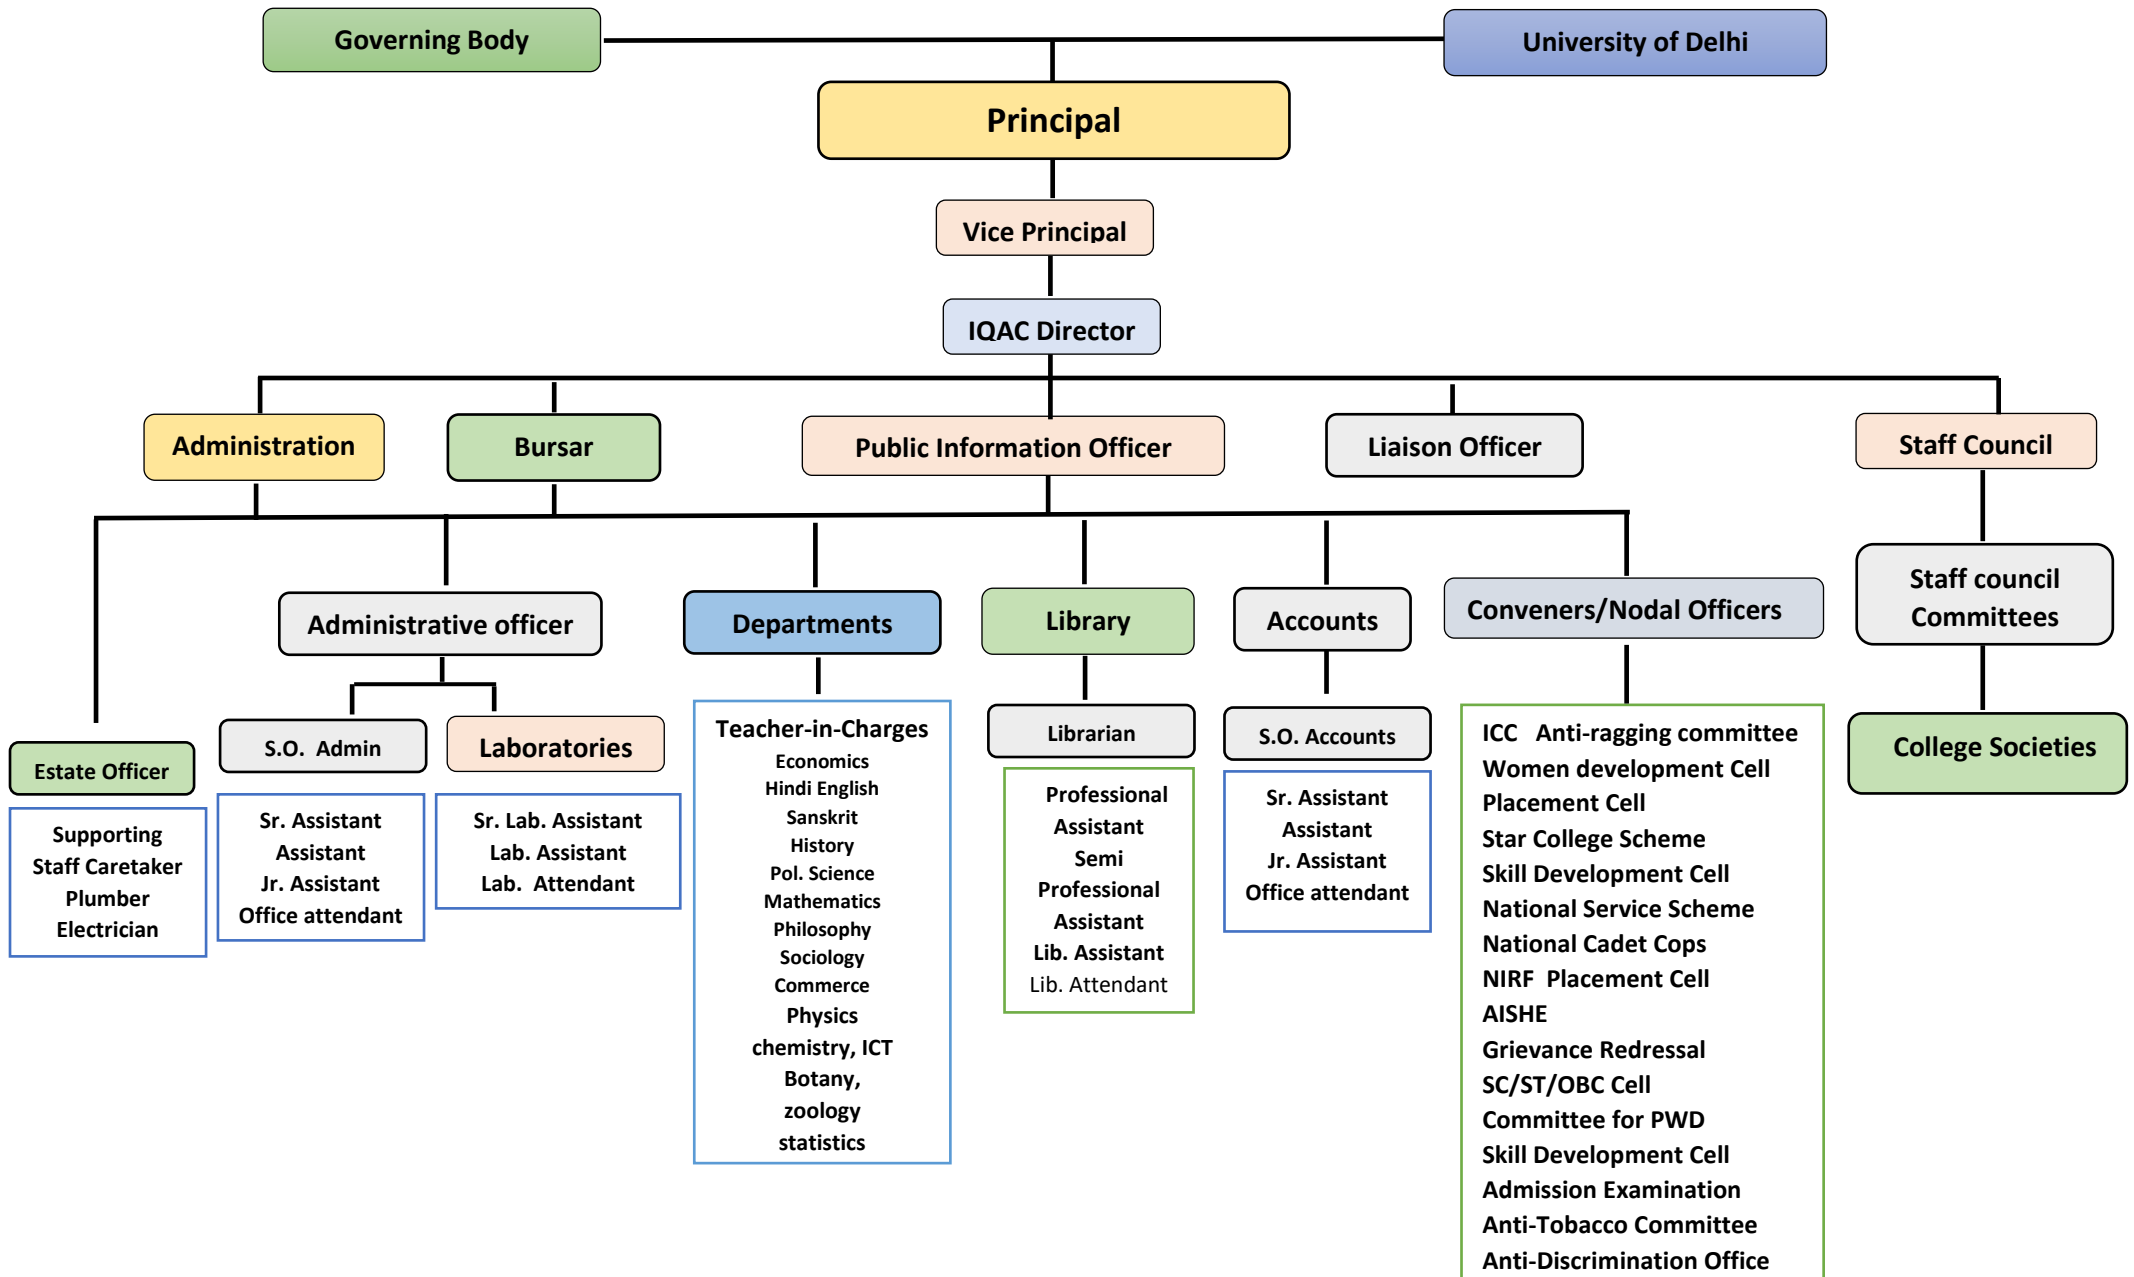 Governing Body
University of Delhi
Principal
Vice Principal
IQAC Director
Administration
Bursar
Public Information Officer
Liaison Officer
Staff Council
Administrative officer
Departments
Library
Accounts
Conveners/Nodal Officers
Staff council
Committees
Estate Officer
S.O. Admin
Laboratories
Librarian
S.O. Accounts
College Societies
Supporting
Staff Caretaker
Plumber
Electrician
Sr. Assistant
Assistant
Jr. Assistant
Office attendant
Sr. Lab. Assistant
Lab. Assistant
Lab. Attendant
Teacher-in-Charges
Economics
Hindi English
Sanskrit
History
Pol. Science
Mathematics
Philosophy
Sociology
Commerce
Physics
chemistry, ICT
Botany,
zoology
statistics
Professional
Assistant
Semi
Professional
Assistant
Lib. Assistant
Lib. Attendant
Sr. Assistant
Assistant
Jr. Assistant
Office attendant
ICC Anti-ragging committee
Women development Cell
Placement Cell
Star College Scheme
Skill Development Cell
National Service Scheme
National Cadet Cops
NIRF Placement Cell
AISHE
Grievance Redressal
SC/ST/OBC Cell
Committee for PWD
Skill Development Cell
Admission Examination
Anti-Tobacco Committee
Anti-Discrimination Office